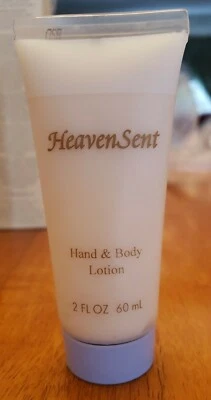 HeavenSent
Hand & Body
Lotion
2 FL OZ 60 mL